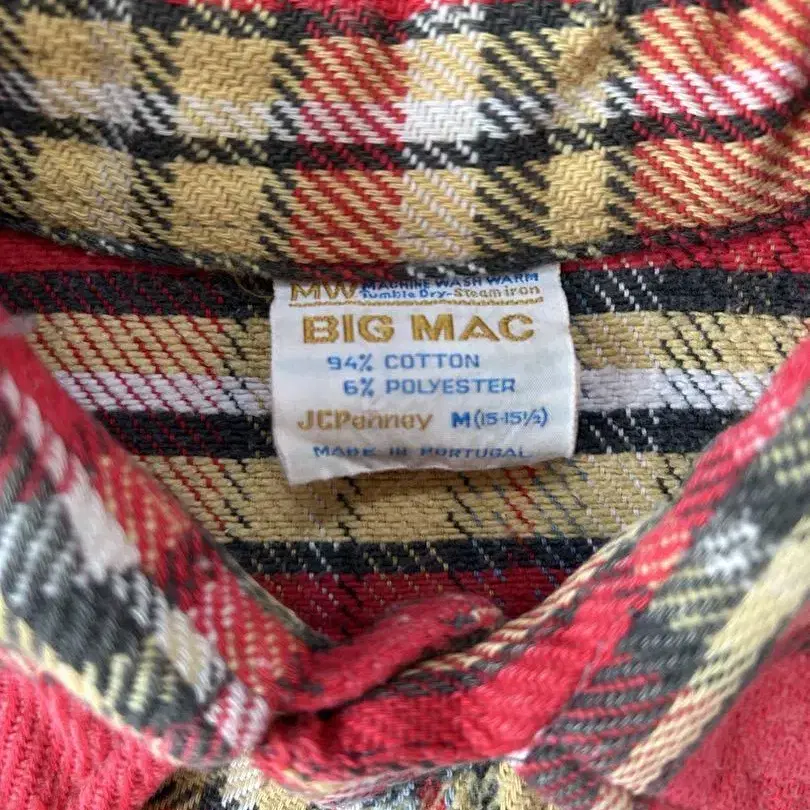 MW MACHINE WASH WARM
Tumble Dry-Steam iron
BIG MAC
94% COTTON
6% POLYESTER
JCPenney M(15-15½)
MADE IN PORTUGAL